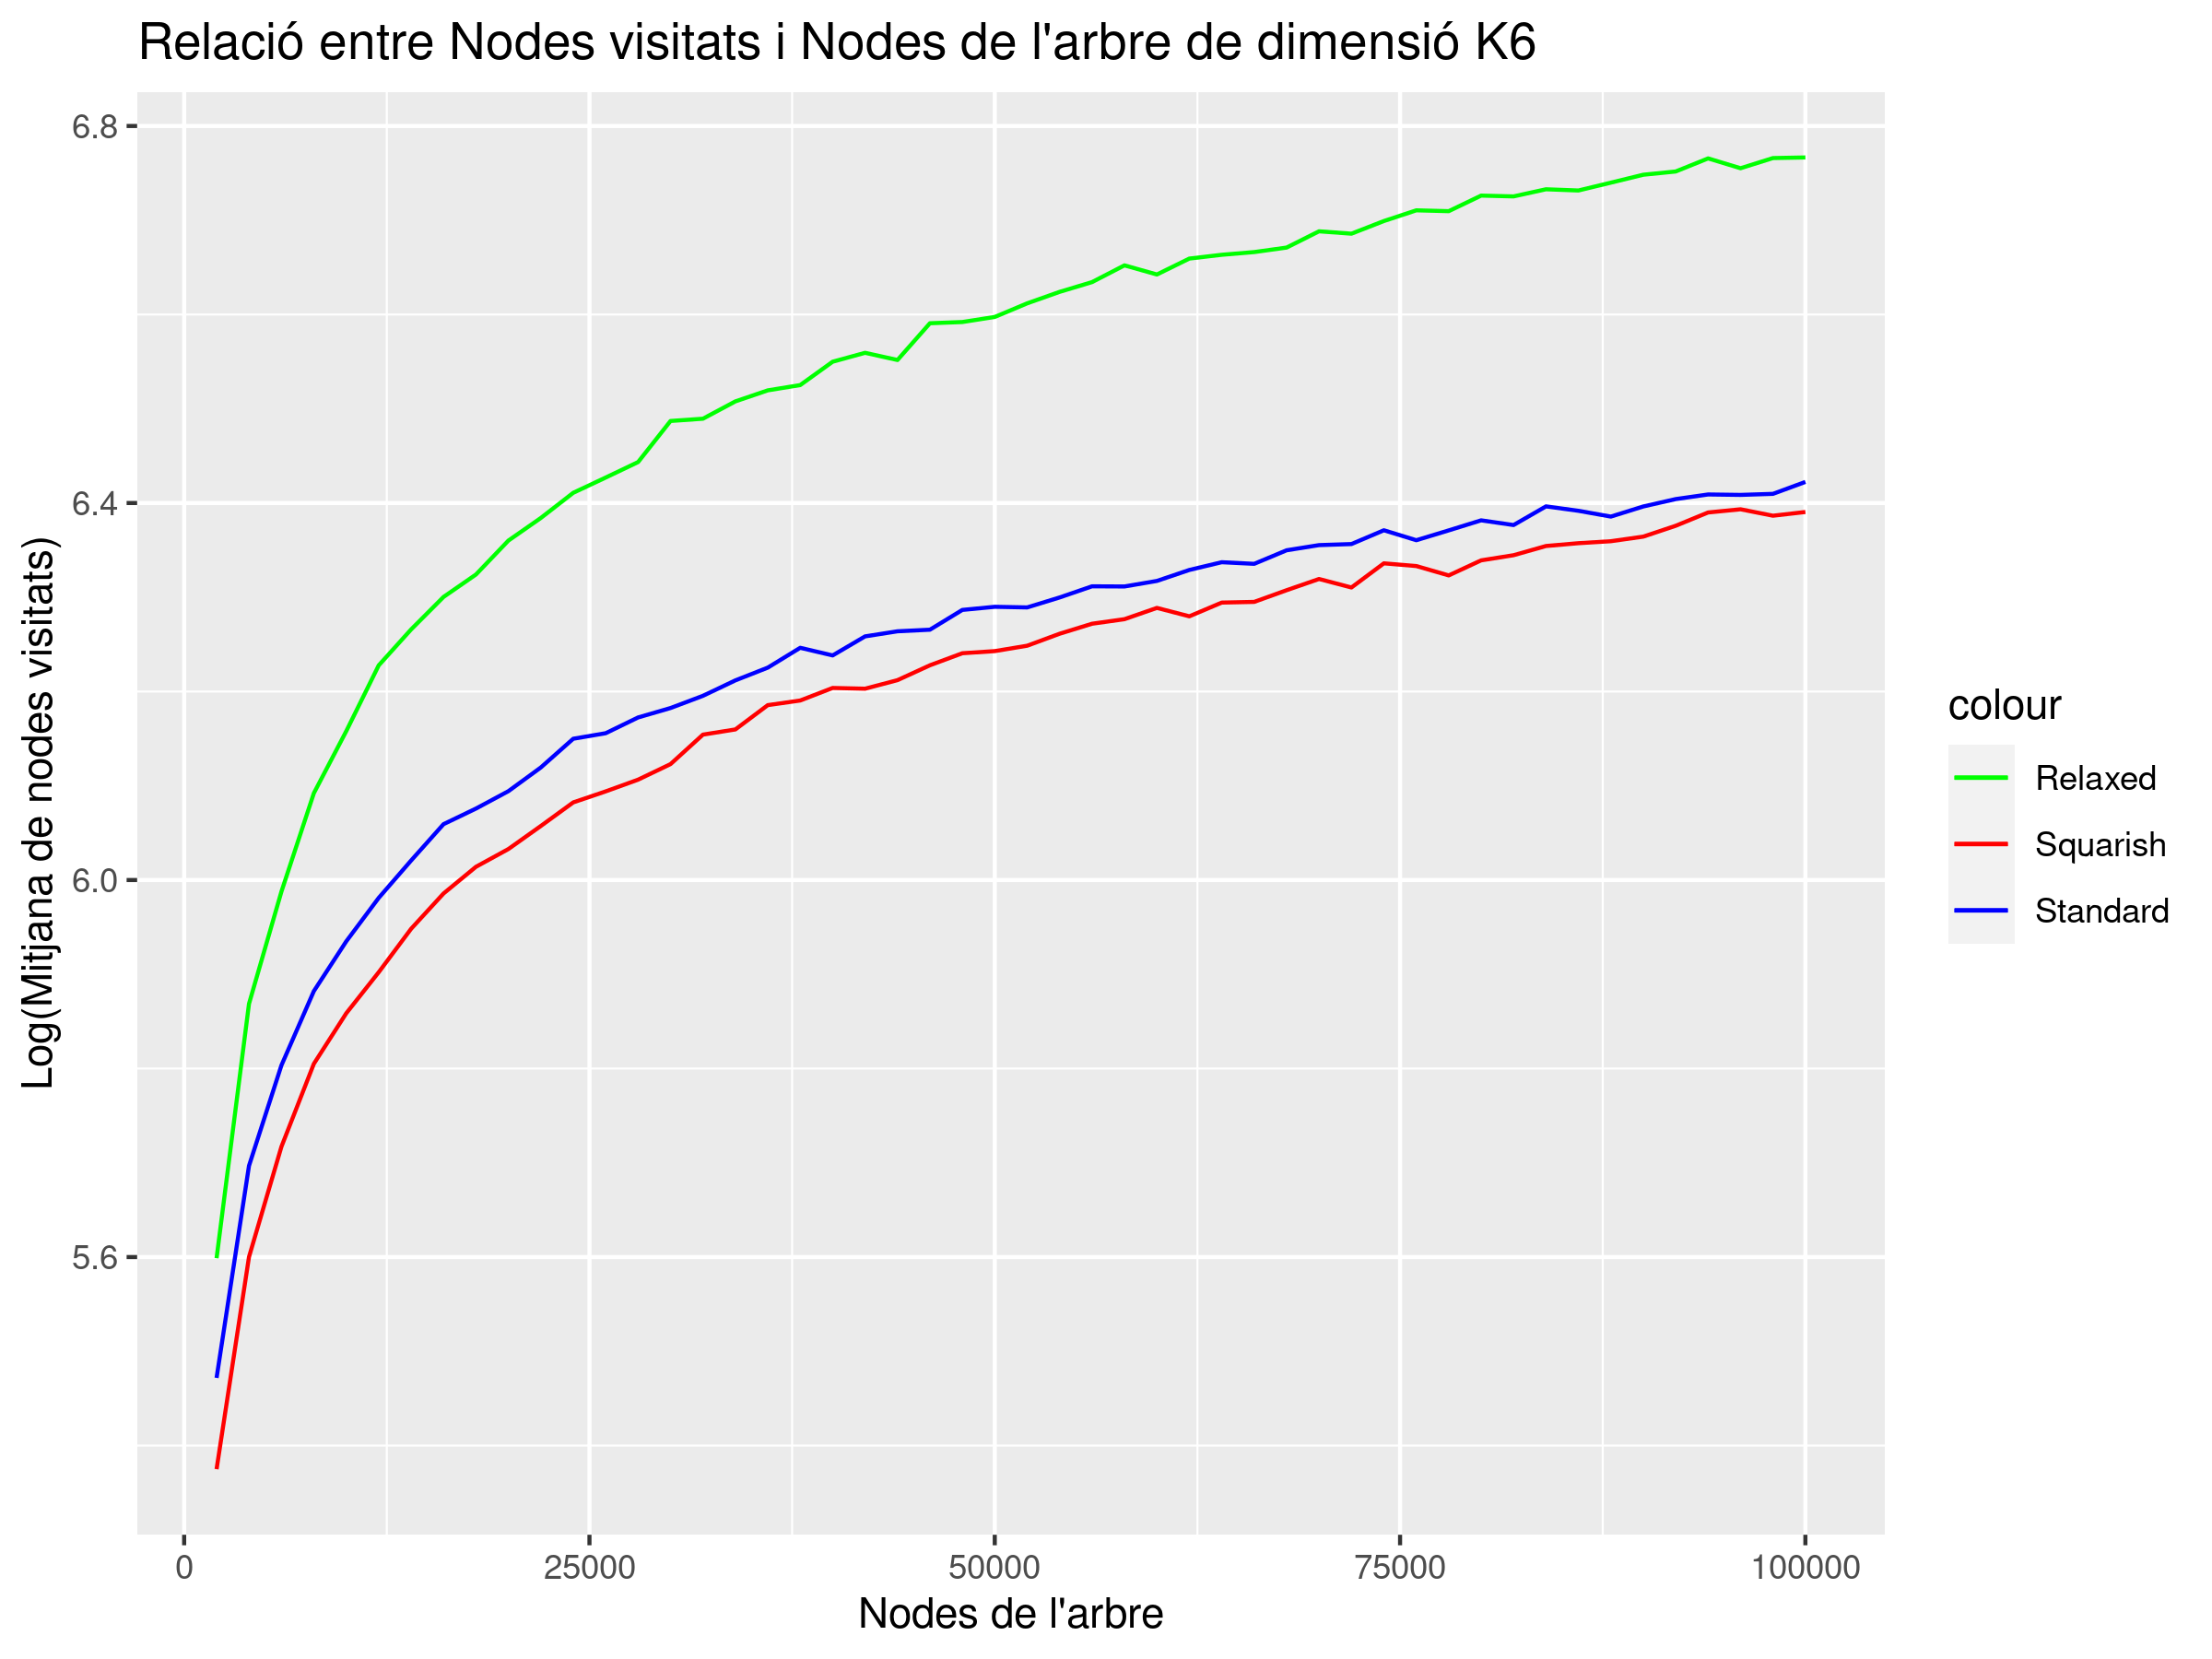 Relació entre Nodes visitats i Nodes de l'arbre de dimensió K6
6.8
6.4
6.0
5.6
Log(Mitjana de nodes visitats)
0
25000
50000
75000
100000
Nodes de l'arbre
colour
Relaxed
Squarish
Standard